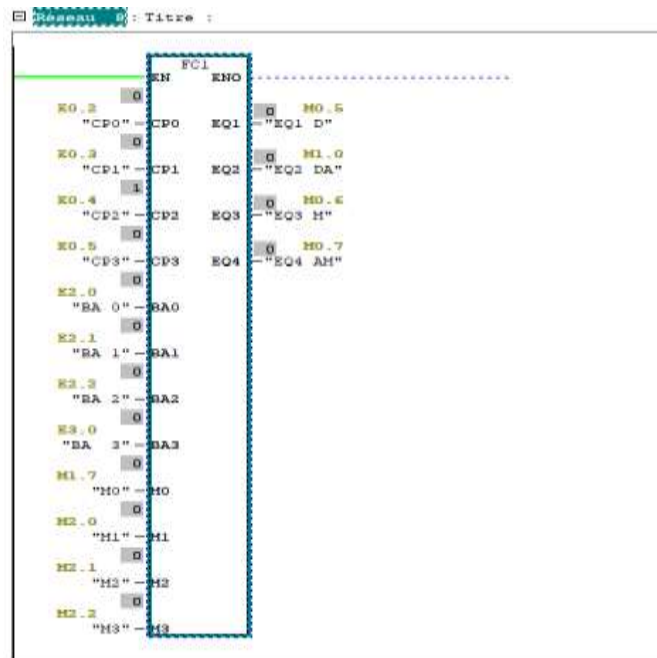 Réseau 8 : Titre :
FC1
EN ENO
0
E0.2 0 M0.5
"CP0" CP0 EQ1 "EQ1 D"
0
E0.3 0 M1.0
"CP1" CP1 EQ2 "EQ2 DA"
1
E0.4 0 M0.6
"CP2" CP2 EQ3 "EQ3 M"
0
E0.5 0 M0.7
"CP3" CP3 EQ4 "EQ4 AM"
0
E2.0
"BA 0" BA0
0
E2.1
"BA 1" BA1
0
E2.2
"BA 2" BA2
0
E3.0
"BA 3" BA3
0
M1.7
"M0" M0
0
M2.0
"M1" M1
0
M2.1
"M2" M2
0
M2.2
"M3" M3